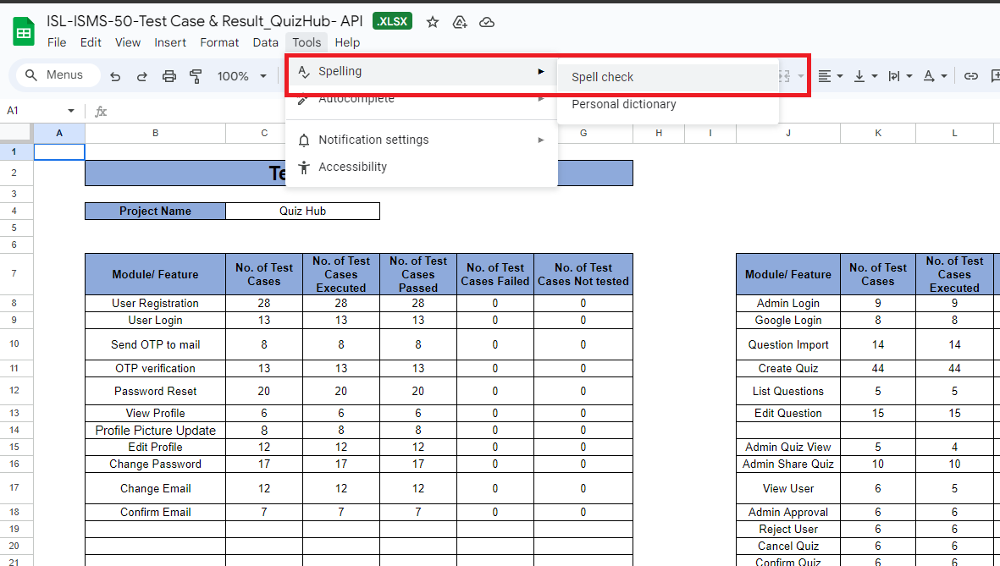 ISL-ISMS-50-Test Case & Result_QuizHub- API .XLSX
File Edit View Insert Format Data Tools Help
Menus 100%
Spelling
Spell check
Autocomplete
Personal dictionary
Notification settings
Accessibility
A1 fx
A B C G H I J K L
1
2 Te
3
4 Project Name Quiz Hub
5
6
7 Module/ Feature No. of Test Cases No. of Test Cases Executed No. of Test Cases Passed No. of Test Cases Failed No. of Test Cases Not tested Module/ Feature No. of Test Cases No. of Test Cases Executed
8 User Registration 28 28 28 0 0 Admin Login 9 9
9 User Login 13 13 13 0 0 Google Login 8 8
10 Send OTP to mail 8 8 8 0 0 Question Import 14 14
11 OTP verification 13 13 13 0 0 Create Quiz 44 44
12 Password Reset 20 20 20 0 0 List Questions 5 5
13 View Profile 6 6 6 0 0 Edit Question 15 15
14 Profile Picture Update 8 8 8 0 0
15 Edit Profile 12 12 12 0 0 Admin Quiz View 5 4
16 Change Password 17 17 17 0 0 Admin Share Quiz 10 10
17 Change Email 12 12 12 0 0 View User 6 5
18 Confirm Email 7 7 7 0 0 Admin Approval 6 6
19 Reject User 6 6
20 Cancel Quiz 6 6
21 Confirm Quiz 6 6